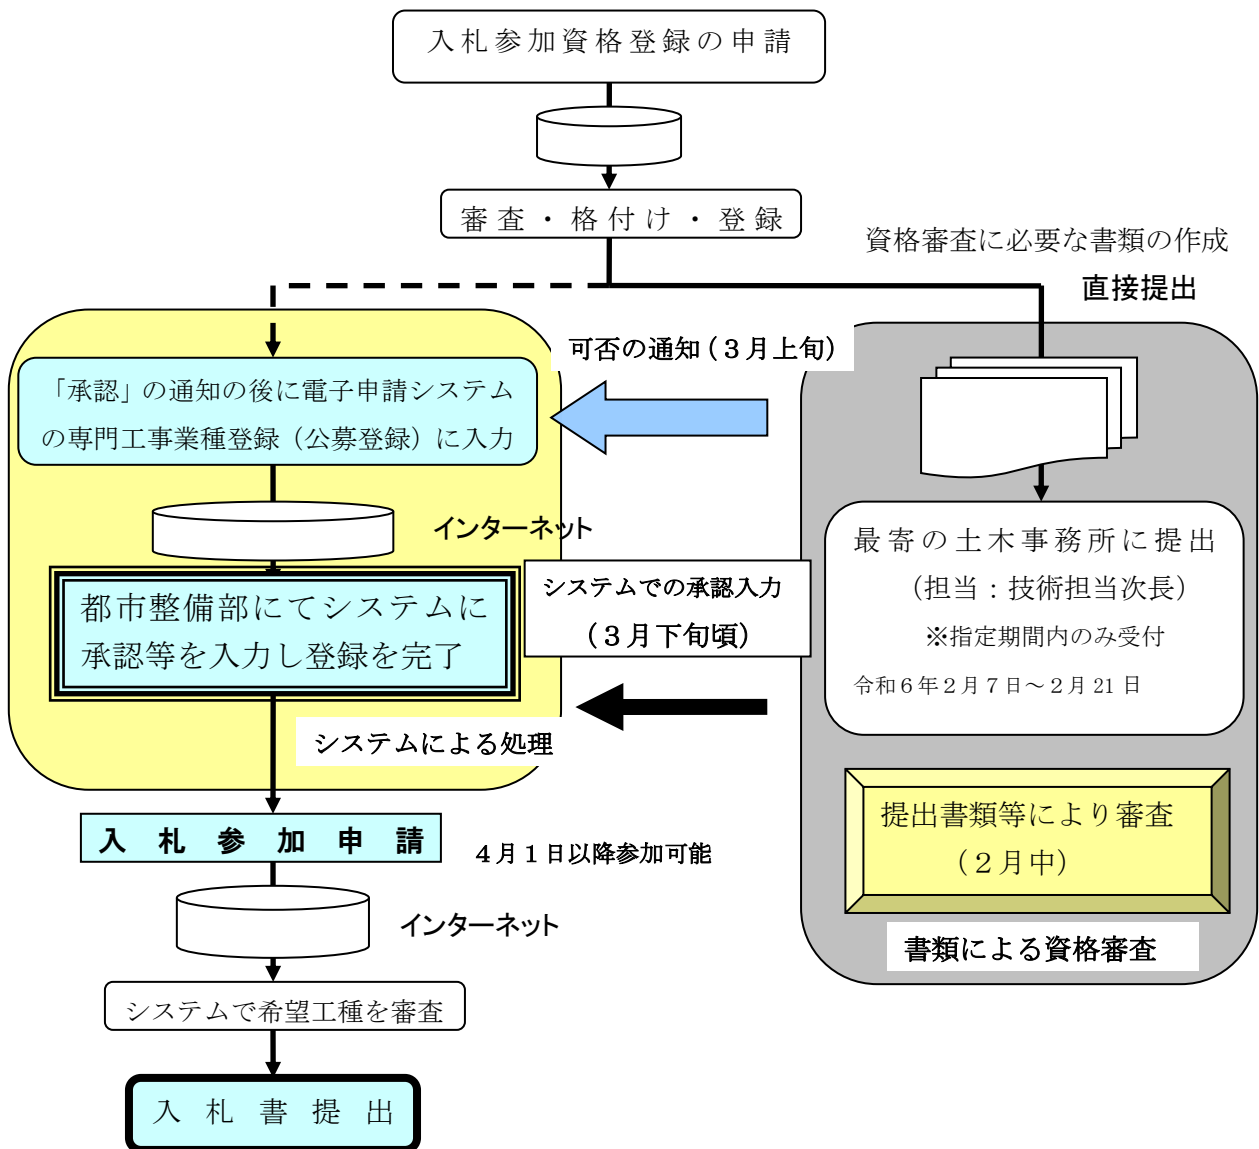 入札参加資格登録の申請
審査・格付け・登録
資格審査に必要な書類の作成
直接提出
可否の通知(３月上旬)
「承認」の通知の後に電子申請システム
の専門工事業種登録（公募登録）に入力
インターネット
最寄の土木事務所に提出
（担当：技術担当次長）
※指定期間内のみ受付
令和６年２月７日～２月 21 日
システムでの承認入力
（３月下旬頃）
都市整備部にてシステムに
承認等を入力し登録を完了
システムによる処理
提出書類等により審査
（２月中）
書類による資格審査
入札参加申請
４月１日以降参加可能
インターネット
システムで希望工種を審査
入札書提出